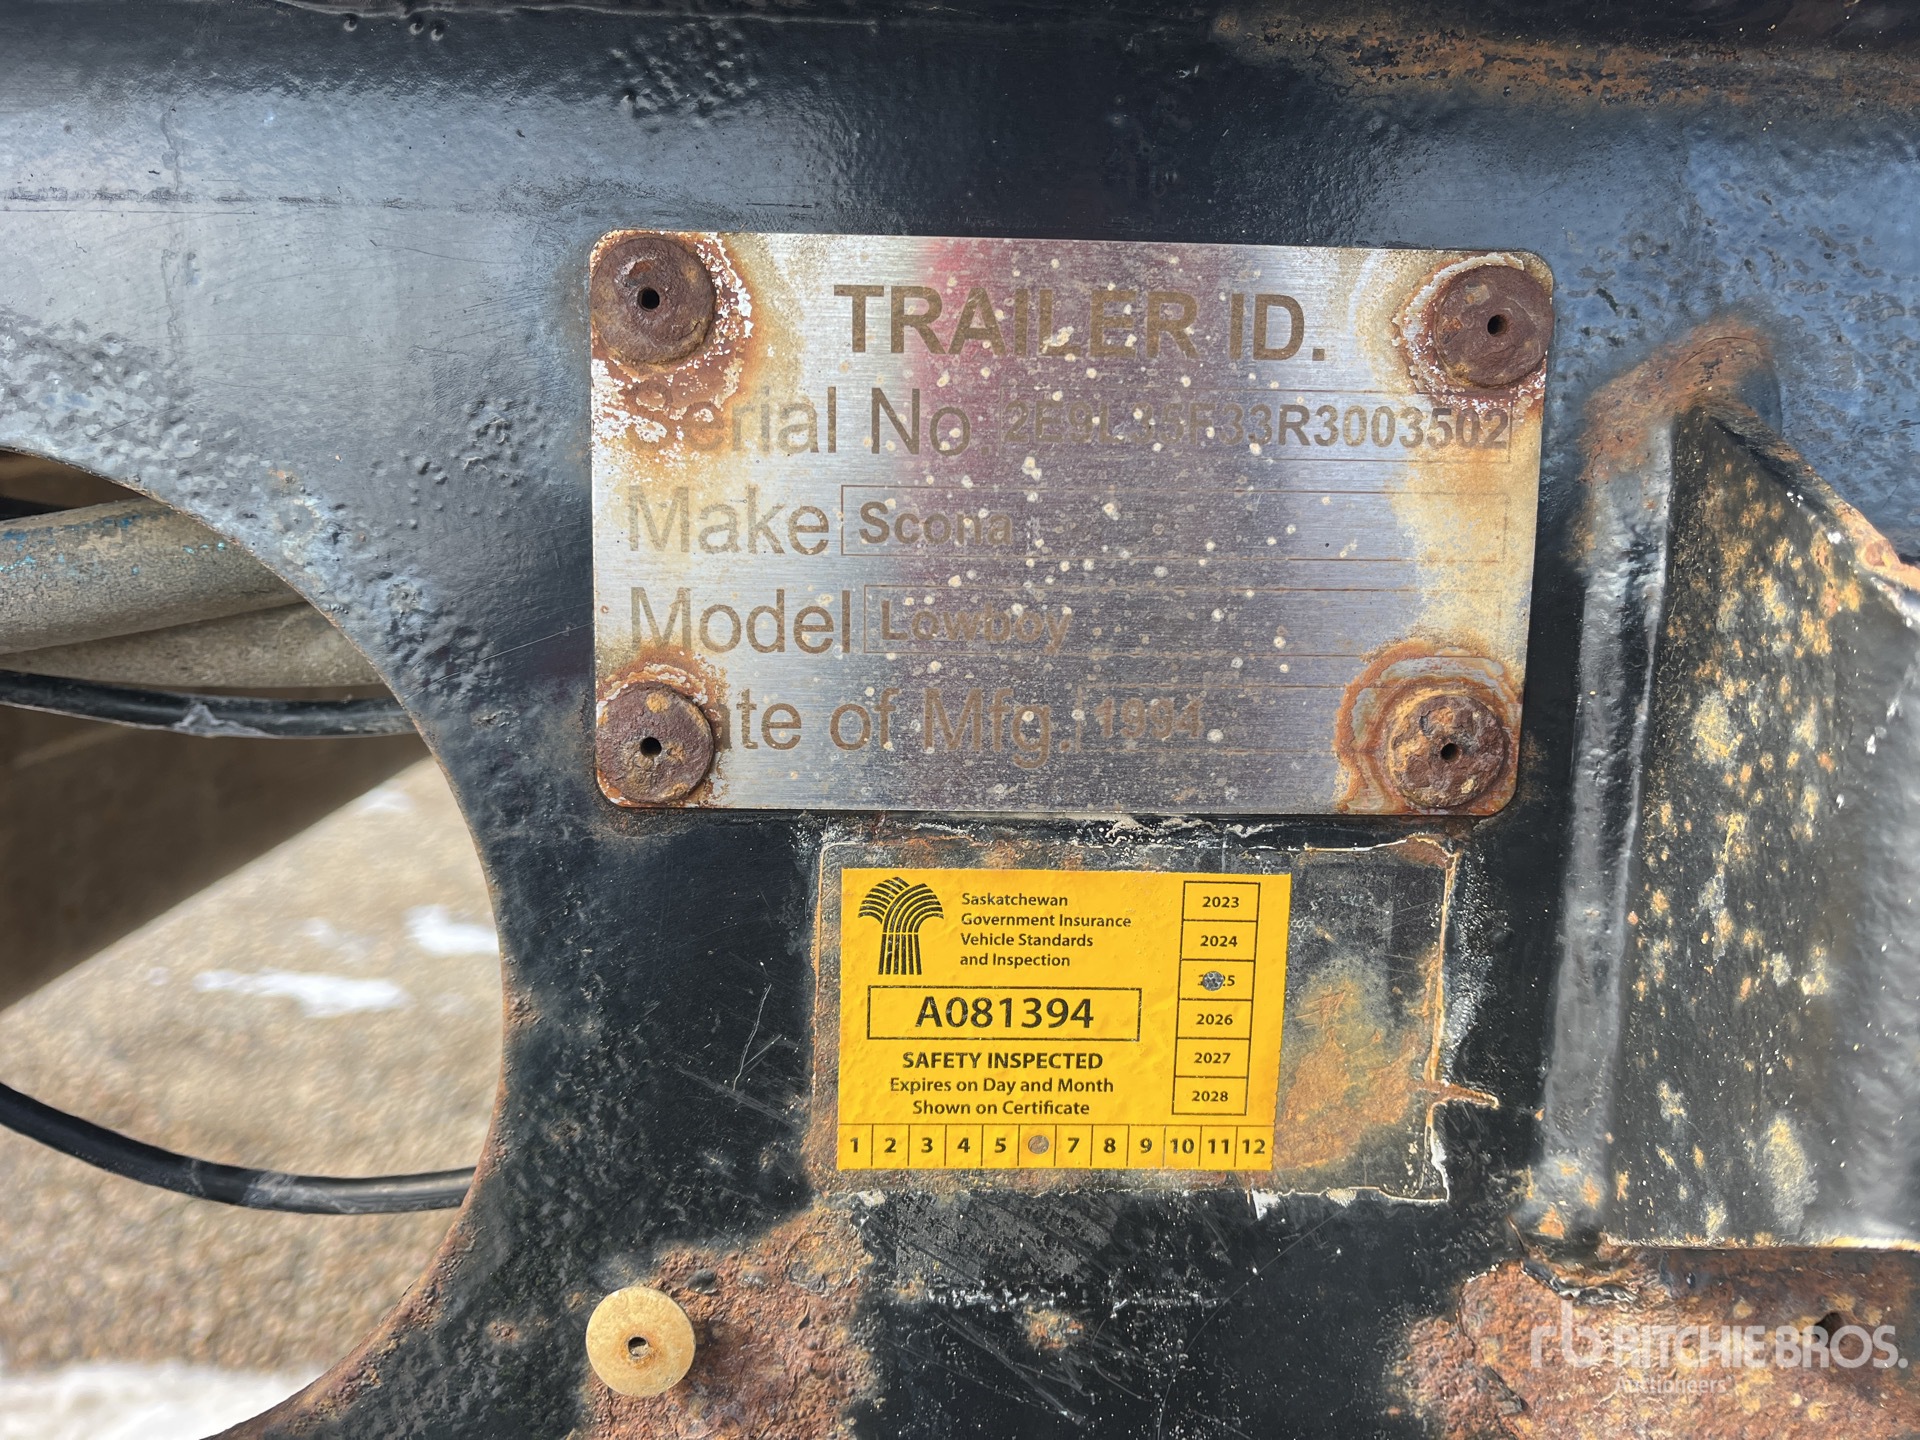 TRAILER ID.
Serial No. 2E9L35F33R3003502
Make Scona
Model Lowboy
Date of Mfg. 1994
Saskatchewan
Government Insurance
Vehicle Standards
and Inspection
A081394
SAFETY INSPECTED
Expires on Day and Month
Shown on Certificate
2023
2024
2025
2026
2027
2028
1 2 3 4 5 7 8 9 10 11 12
rb RITCHIE BROS.
Auctioneers